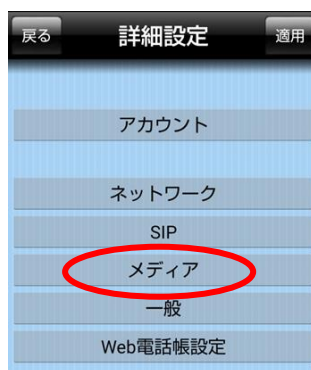 戻る 詳細設定 適用
アカウント
ネットワーク
SIP
メディア
一般
Web電話帳設定